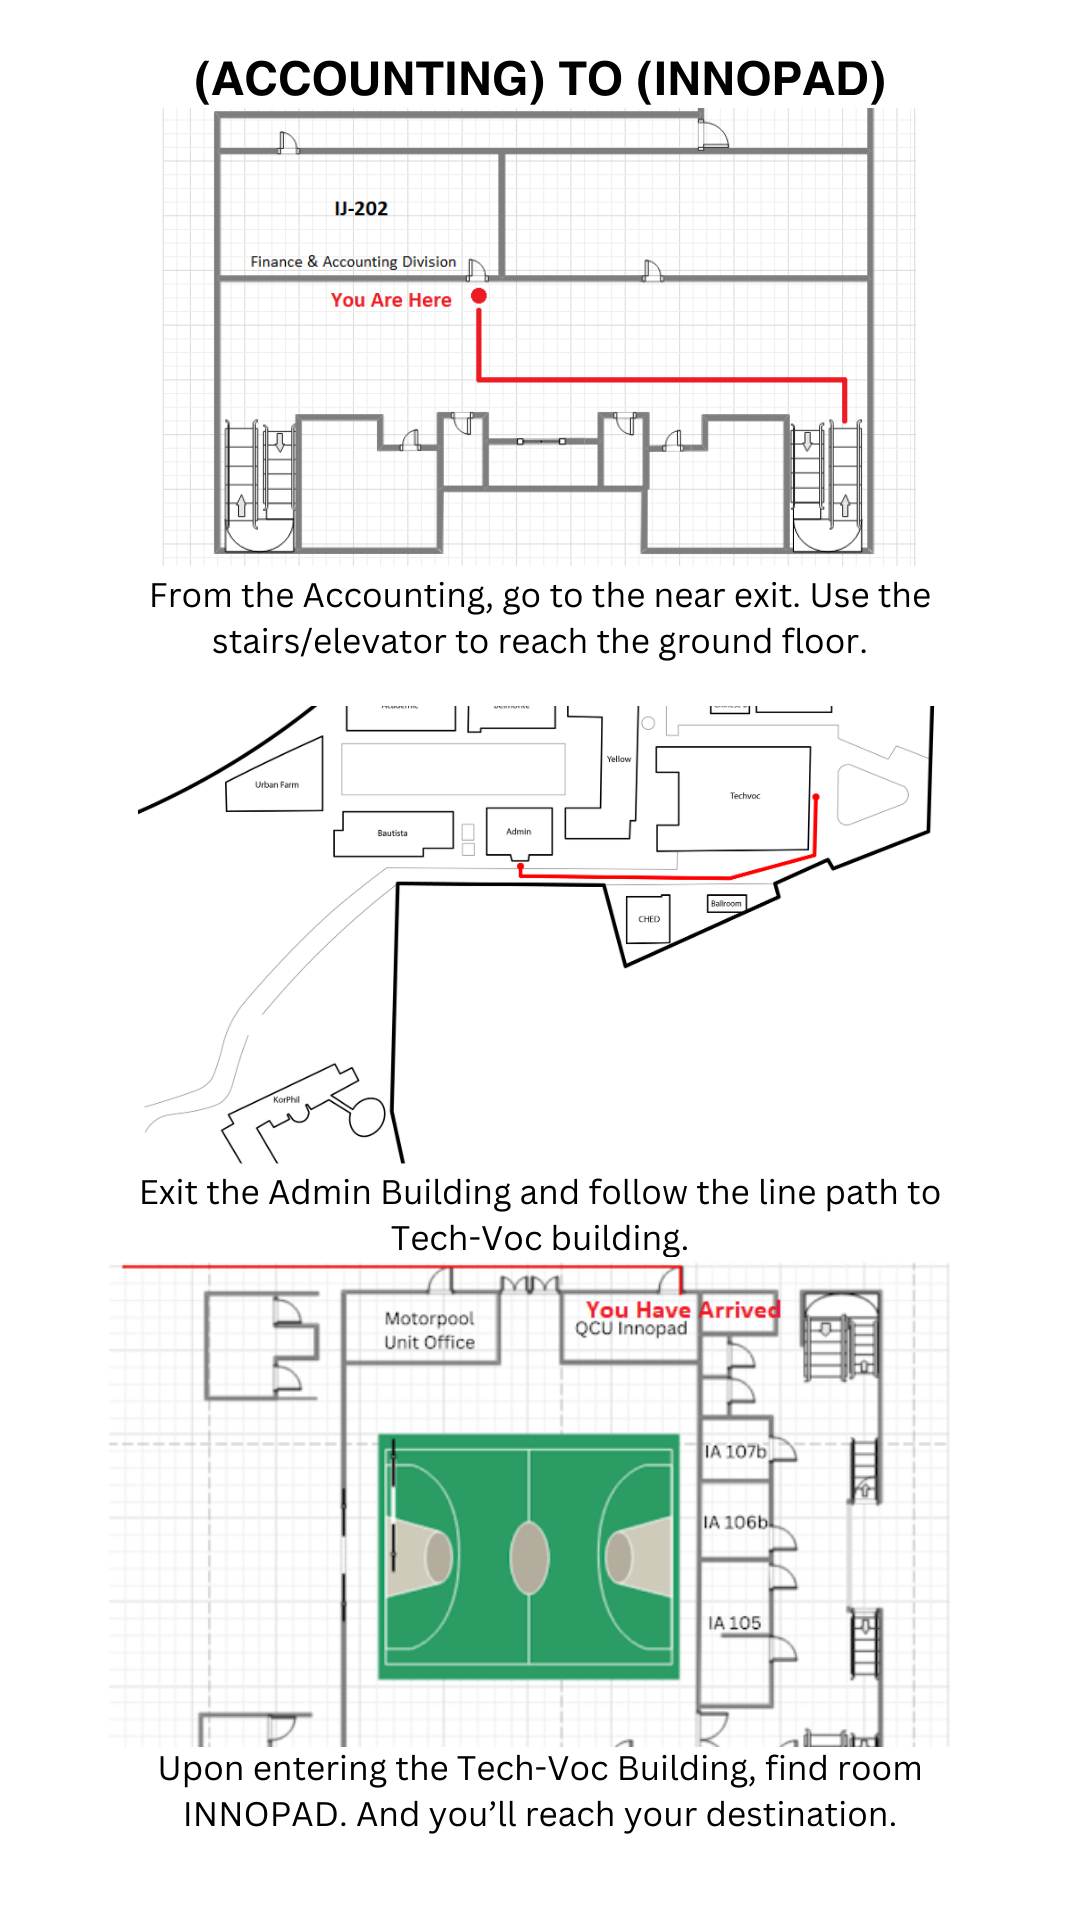 (ACCOUNTING) TO (INNOPAD)
IJ-202
Finance & Accounting Division
You Are Here
From the Accounting, go to the near exit. Use the
stairs/elevator to reach the ground floor.
Academic
Belmonte
Yellow
Urban Farm
Techvoc
Bautista
Admin
CHED
Ballroom
KorPhil
Exit the Admin Building and follow the line path to
Tech-Voc building.
You Have Arrived
Motorpool
Unit Office
QCU Innopad
IA 107b
IA 106b
IA 105
Upon entering the Tech-Voc Building, find room
INNOPAD. And you’ll reach your destination.